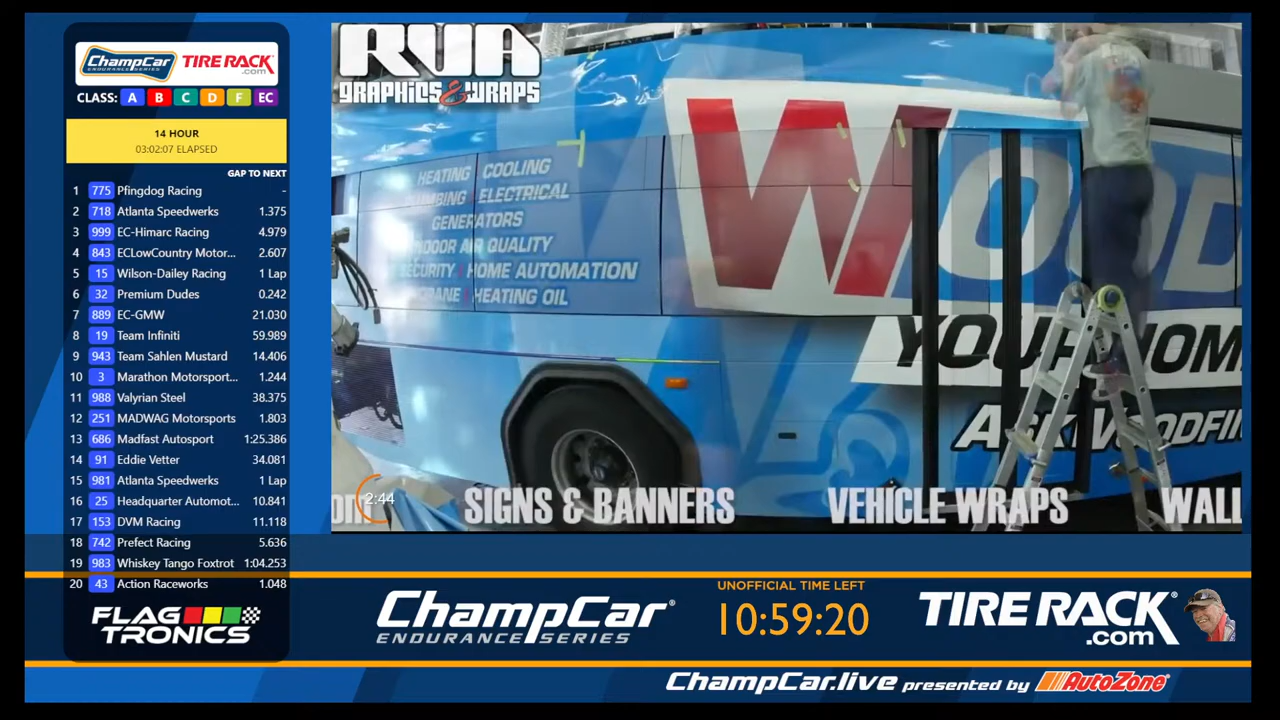 ChampCar
ENDURANCE SERIES
TIRE RACK
.com
CLASS: A B C D F EC
14 HOUR
03:02:07 ELAPSED
GAP TO NEXT
1 775 Pfingdog Racing -
2 718 Atlanta Speedwerks 1.375
3 999 EC-Himarc Racing 4.979
4 843 ECLowCountry Motor... 2.607
5 15 Wilson-Dailey Racing 1 Lap
6 32 Premium Dudes 0.242
7 889 EC-GMW 21.030
8 19 Team Infiniti 59.989
9 943 Team Sahlen Mustard 14.406
10 3 Marathon Motorsport... 1.244
11 988 Valyrian Steel 38.375
12 251 MADWAG Motorsports 1.803
13 686 Madfast Autosport 1:25.386
14 91 Eddie Vetter 34.081
15 981 Atlanta Speedwerks 1 Lap
16 25 Headquarter Automot... 10.841
17 153 DVM Racing 11.118
18 742 Prefect Racing 5.636
19 983 Whiskey Tango Foxtrot 1:04.253
20 43 Action Raceworks 1.048
FLAG
TRONICS
RVA
GRAPHICS & WRAPS
HEATING COOLING
ELECTRICAL
GENERATORS
AIR QUALITY
HOME AUTOMATION
HEATING OIL
WOOD
YOUR HOM
ASK WOODFIN
2:44
SIGNS & BANNERS VEHICLE WRAPS WALL
ChampCar®
ENDURANCE SERIES
UNOFFICIAL TIME LEFT
10:59:20
TIRE RACK®
.com
ChampCar.live presented by AutoZone